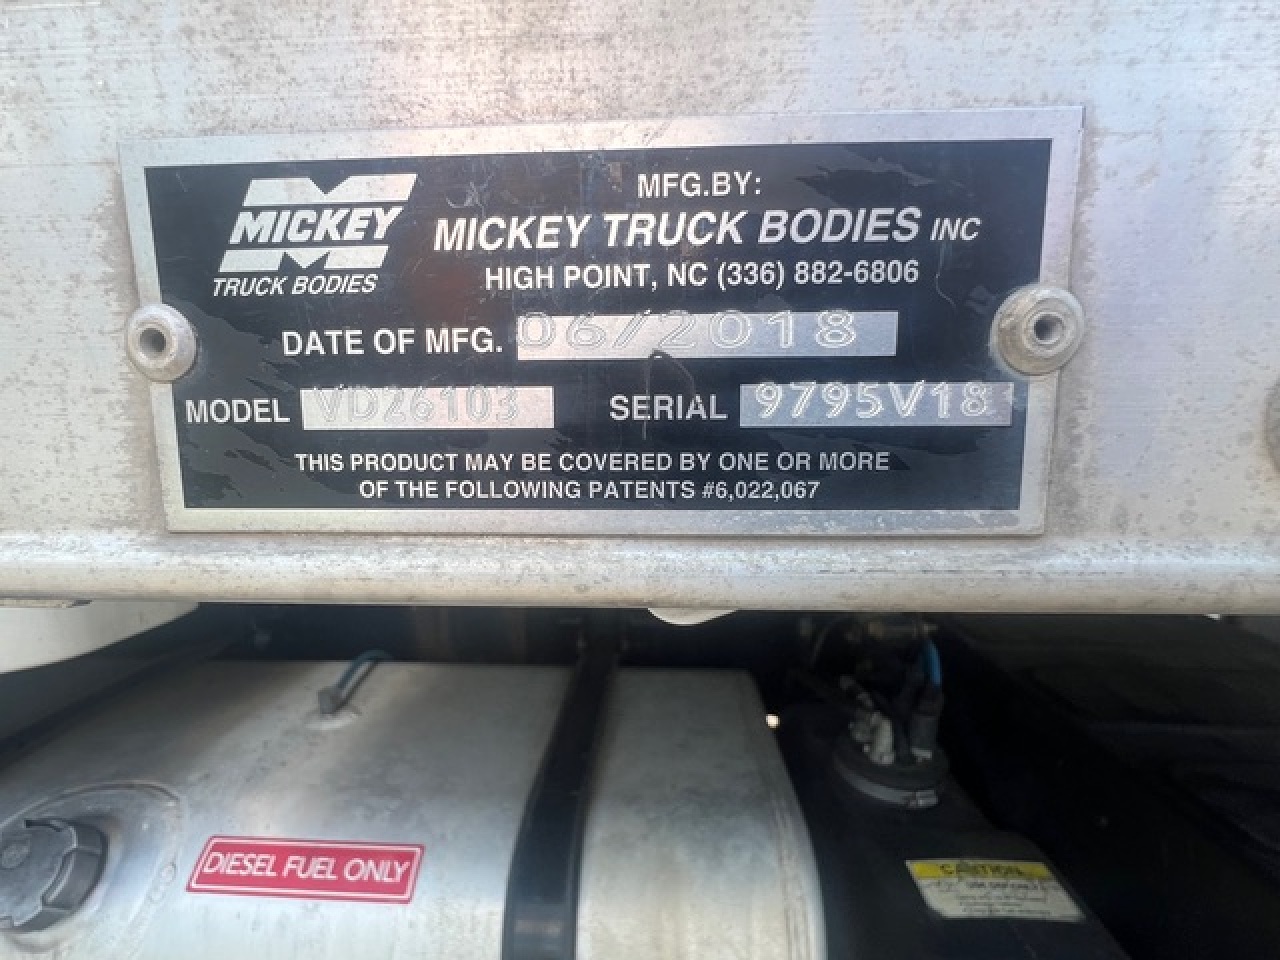 MICKEY
TRUCK BODIES
MFG.BY:
MICKEY TRUCK BODIES INC
HIGH POINT, NC (336) 882-6806
DATE OF MFG. 06/2018
MODEL VD26103
SERIAL 9795V18
THIS PRODUCT MAY BE COVERED BY ONE OR MORE
OF THE FOLLOWING PATENTS #6,022,067
DIESEL FUEL ONLY
CAUTION